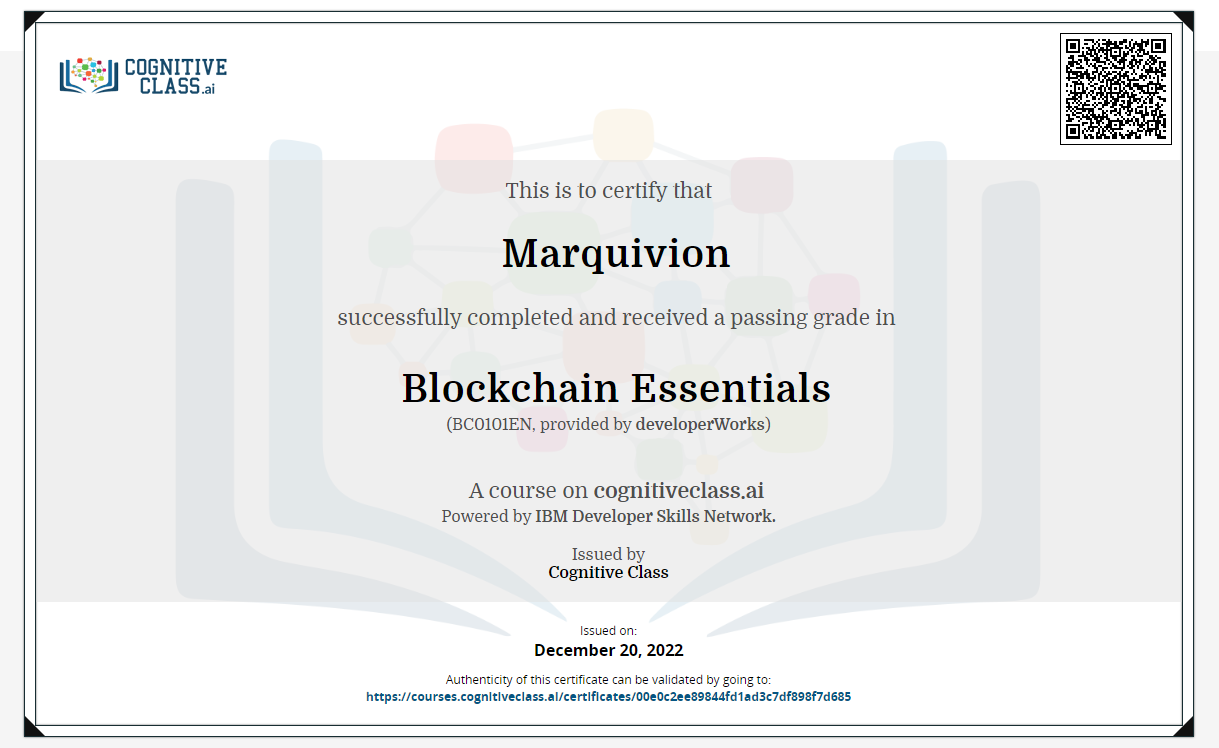 COGNITIVE
CLASS.ai
This is to certify that
Marquivion
successfully completed and received a passing grade in
Blockchain Essentials
(BC0101EN, provided by developerWorks)
A course on cognitiveclass.ai
Powered by IBM Developer Skills Network.
Issued by
Cognitive Class
Issued on:
December 20, 2022
Authenticity of this certificate can be validated by going to:
https://courses.cognitiveclass.ai/certificates/00e0c2ee89844fd1ad3c7df898f7d685